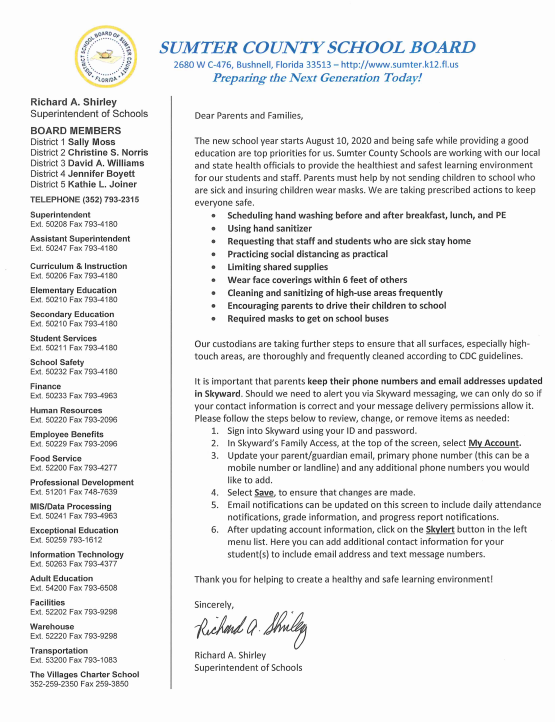 DISTRICT SCHOOL BOARD OF SUMTER COUNTY
FLORIDA
SUMTER COUNTY SCHOOL BOARD
2680 W C-476, Bushnell, Florida 33513 – http://www.sumter.k12.fl.us
Preparing the Next Generation Today!
Richard A. Shirley
Superintendent of Schools
BOARD MEMBERS
District 1 Sally Moss
District 2 Christine S. Norris
District 3 David A. Williams
District 4 Jennifer Boyett
District 5 Kathie L. Joiner
TELEPHONE (352) 793-2315
Superintendent
Ext. 50208 Fax 793-4180
Assistant Superintendent
Ext. 50247 Fax 793-4180
Curriculum & Instruction
Ext. 50206 Fax 793-4180
Elementary Education
Ext. 50210 Fax 793-4180
Secondary Education
Ext. 50210 Fax 793-4180
Student Services
Ext. 50211 Fax 793-4180
School Safety
Ext. 50232 Fax 793-4180
Finance
Ext. 50233 Fax 793-4963
Human Resources
Ext. 50220 Fax 793-2096
Employee Benefits
Ext. 50229 Fax 793-2096
Food Service
Ext. 52200 Fax 793-4277
Professional Development
Ext. 51201 Fax 748-7639
MIS/Data Processing
Ext. 50241 Fax 793-4963
Exceptional Education
Ext. 50259 793-1612
Information Technology
Ext. 50263 Fax 793-4377
Adult Education
Ext. 54200 Fax 793-6508
Facilities
Ext. 52202 Fax 793-9298
Warehouse
Ext. 52220 Fax 793-9298
Transportation
Ext. 53200 Fax 793-1083
The Villages Charter School
352-259-2350 Fax 259-3850
Dear Parents and Families,
The new school year starts August 10, 2020 and being safe while providing a good
education are top priorities for us. Sumter County Schools are working with our local
and state health officials to provide the healthiest and safest learning environment
for our students and staff. Parents must help by not sending children to school who
are sick and insuring children wear masks. We are taking prescribed actions to keep
everyone safe.
• Scheduling hand washing before and after breakfast, lunch, and PE
• Using hand sanitizer
• Requesting that staff and students who are sick stay home
• Practicing social distancing as practical
• Limiting shared supplies
• Wear face coverings within 6 feet of others
• Cleaning and sanitizing of high-use areas frequently
• Encouraging parents to drive their children to school
• Required masks to get on school buses
Our custodians are taking further steps to ensure that all surfaces, especially high-
touch areas, are thoroughly and frequently cleaned according to CDC guidelines.
It is important that parents keep their phone numbers and email addresses updated
in Skyward. Should we need to alert you via Skyward messaging, we can only do so if
your contact information is correct and your message delivery permissions allow it.
Please follow the steps below to review, change, or remove items as needed:
1. Sign into Skyward using your ID and password.
2. In Skyward's Family Access, at the top of the screen, select My Account.
3. Update your parent/guardian email, primary phone number (this can be a
mobile number or landline) and any additional phone numbers you would
like to add.
4. Select Save, to ensure that changes are made.
5. Email notifications can be updated on this screen to include daily attendance
notifications, grade information, and progress report notifications.
6. After updating account information, click on the Skylert button in the left
menu list. Here you can add additional contact information for your
student(s) to include email address and text message numbers.
Thank you for helping to create a healthy and safe learning environment!
Sincerely,
Richard A. Shirley
Richard A. Shirley
Superintendent of Schools